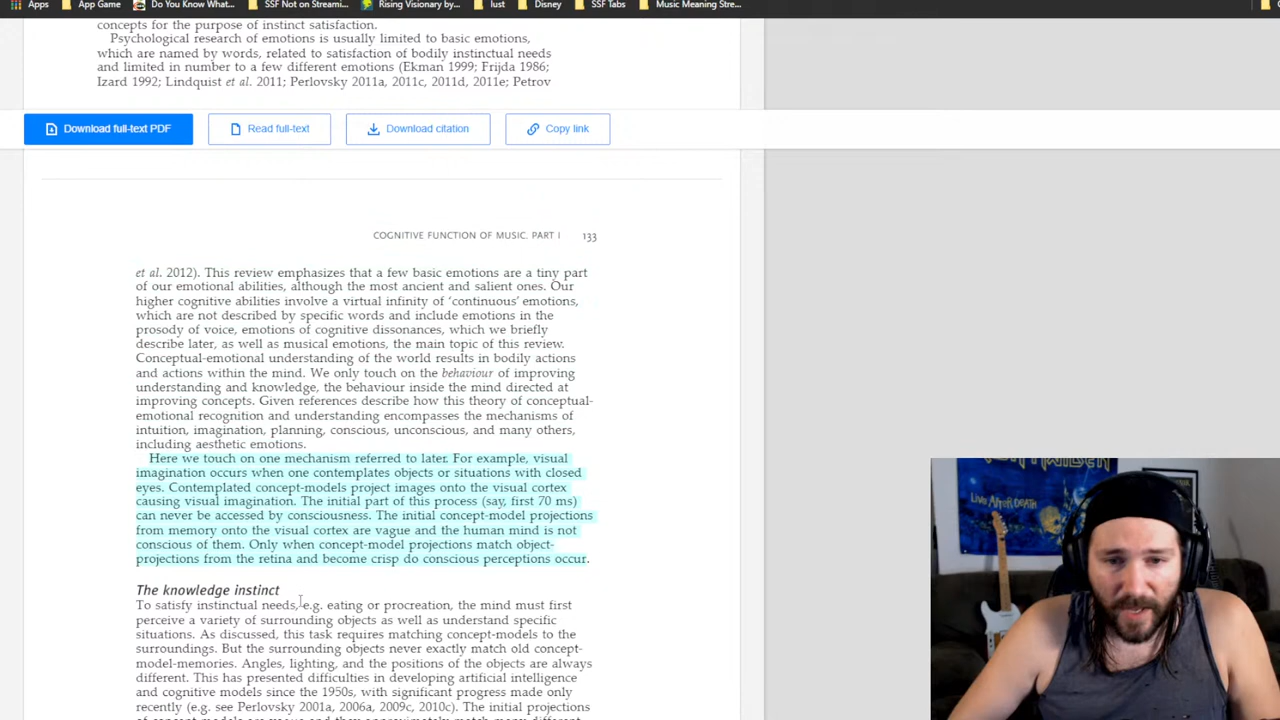 Apps
App Game
Do You Know What...
SSF Not on Streami...
Rising Visionary by...
lust
Disney
SSF Tabs
Music Meaning Stre...
concepts for the purpose of instinct satisfaction.
Psychological research of emotions is usually limited to basic emotions,
which are named by words, related to satisfaction of bodily instinctual needs
and limited in number to a few different emotions (Ekman 1999; Frijda 1986;
Izard 1992; Lindquist et al. 2011; Perlovsky 2011a, 2011c, 2011d, 2011e; Petrov
Download full-text PDF
Read full-text
Download citation
Copy link
COGNITIVE FUNCTION OF MUSIC. PART I 133
et al. 2012). This review emphasizes that a few basic emotions are a tiny part
of our emotional abilities, although the most ancient and salient ones. Our
higher cognitive abilities involve a virtual infinity of ‘continuous’ emotions,
which are not described by specific words and include emotions in the
prosody of voice, emotions of cognitive dissonances, which we briefly
describe later, as well as musical emotions, the main topic of this review.
Conceptual-emotional understanding of the world results in bodily actions
and actions within the mind. We only touch on the behaviour of improving
understanding and knowledge, the behaviour inside the mind directed at
improving concepts. Given references describe how this theory of conceptual-
emotional recognition and understanding encompasses the mechanisms of
intuition, imagination, planning, conscious, unconscious, and many others,
including aesthetic emotions.
Here we touch on one mechanism referred to later. For example, visual
imagination occurs when one contemplates objects or situations with closed
eyes. Contemplated concept-models project images onto the visual cortex
causing visual imagination. The initial part of this process (say, first 70 ms)
can never be accessed by consciousness. The initial concept-model projections
from memory onto the visual cortex are vague and the human mind is not
conscious of them. Only when concept-model projections match object-
projections from the retina and become crisp do conscious perceptions occur.
The knowledge instinct
To satisfy instinctual needs, e.g. eating or procreation, the mind must first
perceive a variety of surrounding objects as well as understand specific
situations. As discussed, this task requires matching concept-models to the
surroundings. But the surrounding objects never exactly match old concept-
model-memories. Angles, lighting, and the positions of the objects are always
different. This has presented difficulties in developing artificial intelligence
and cognitive models since the 1950s, with significant progress made only
recently (e.g. see Perlovsky 2001a, 2006a, 2009c, 2010c). The initial projections
of concept-models are vague and they approximately match many different
LIVE AFTER DEATH